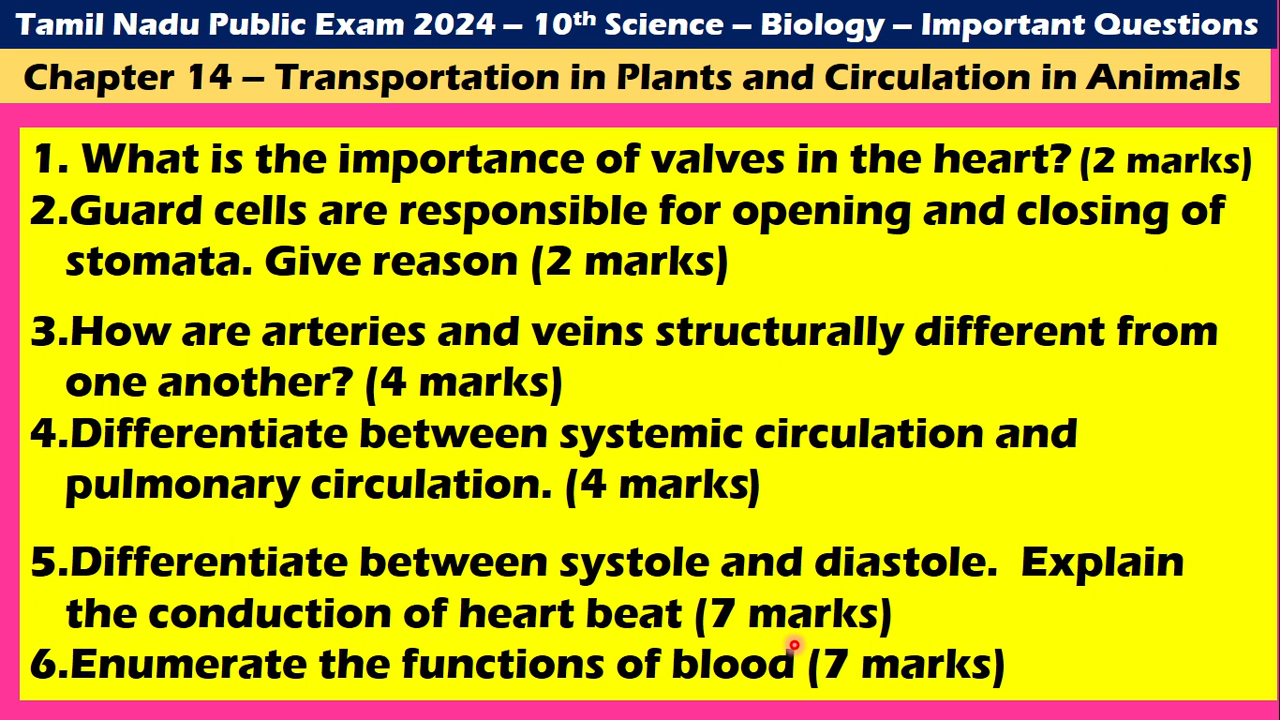 Tamil Nadu Public Exam 2024 – 10th Science – Biology – Important Questions
Chapter 14 – Transportation in Plants and Circulation in Animals
1. What is the importance of valves in the heart? (2 marks)
2.Guard cells are responsible for opening and closing of
stomata. Give reason (2 marks)
3.How are arteries and veins structurally different from
one another? (4 marks)
4.Differentiate between systemic circulation and
pulmonary circulation. (4 marks)
5.Differentiate between systole and diastole. Explain
the conduction of heart beat (7 marks)
6.Enumerate the functions of blood (7 marks)